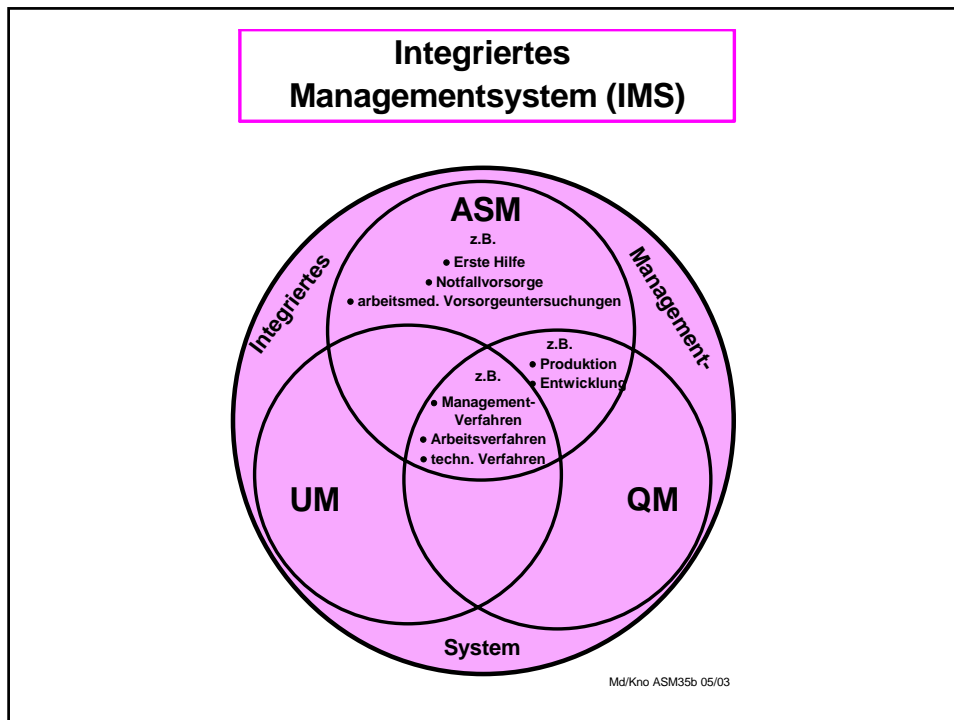 Integriertes
Managementsystem (IMS)
ASM
z.B.
● Erste Hilfe
● Notfallvorsorge
● arbeitsmed. Vorsorgeuntersuchungen
Integriertes
Management-
z.B.
● Produktion
● Entwicklung
z.B.
● Management-
Verfahren
● Arbeitsverfahren
● techn. Verfahren
UM
QM
System
Md/Kno ASM35b 05/03